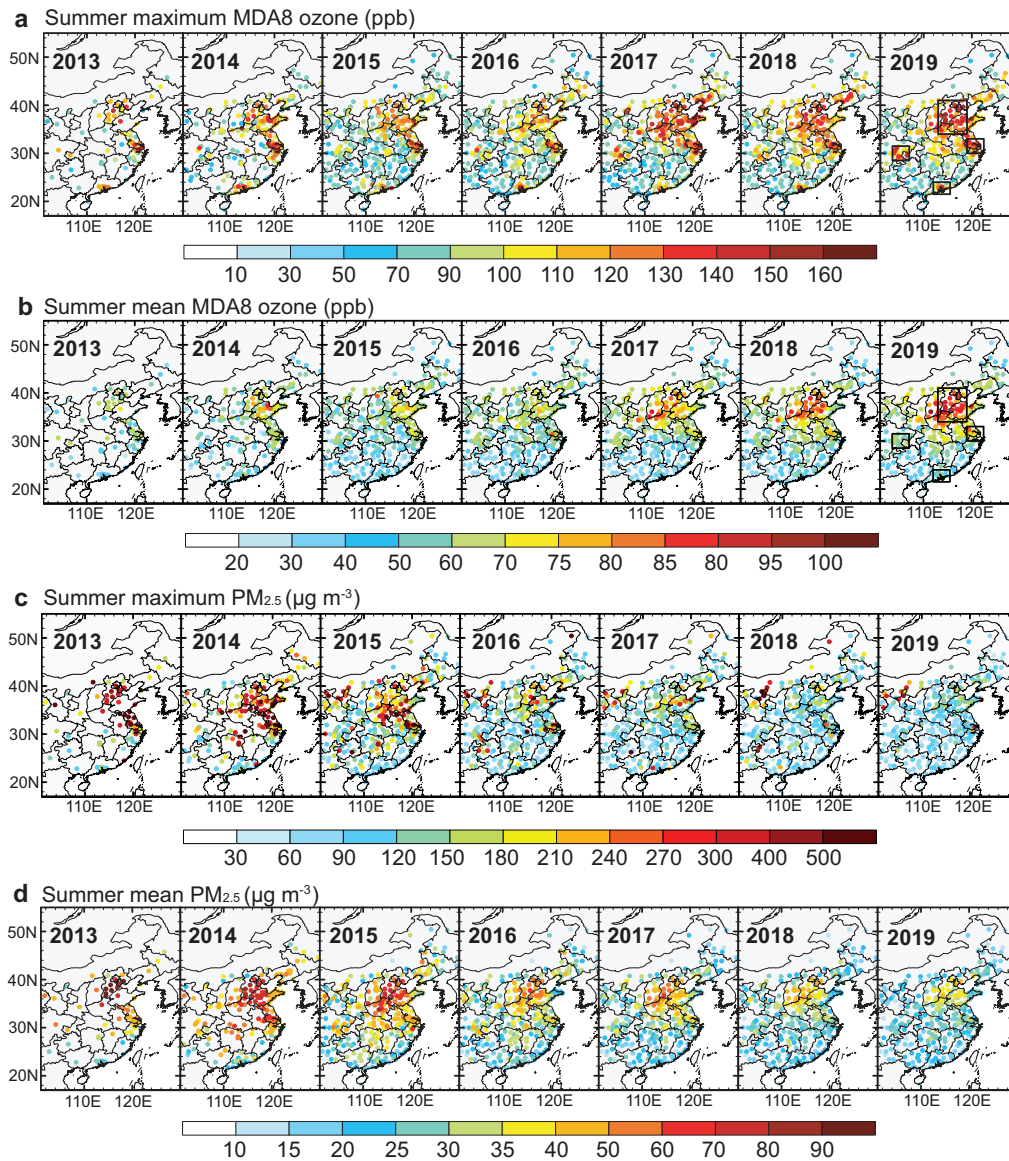 a Summer maximum MDA8 ozone (ppb)
50N 2013 2014 2015 2016 2017 2018 2019
40N
30N
20N
110E 120E 110E 120E 110E 120E 110E 120E 110E 120E 110E 120E 110E 120E
10 30 50 70 90 100 110 120 130 140 150 160
b Summer mean MDA8 ozone (ppb)
50N 2013 2014 2015 2016 2017 2018 2019
40N
30N
20N
110E 120E 110E 120E 110E 120E 110E 120E 110E 120E 110E 120E 110E 120E
20 30 40 50 60 70 75 80 85 80 95 100
c Summer maximum PM2.5 (µg m-3)
50N 2013 2014 2015 2016 2017 2018 2019
40N
30N
20N
110E 120E 110E 120E 110E 120E 110E 120E 110E 120E 110E 120E 110E 120E
30 60 90 120 150 180 210 240 270 300 400 500
d Summer mean PM2.5 (µg m-3)
50N 2013 2014 2015 2016 2017 2018 2019
40N
30N
20N
110E 120E 110E 120E 110E 120E 110E 120E 110E 120E 110E 120E 110E 120E
10 15 20 25 30 35 40 50 60 70 80 90